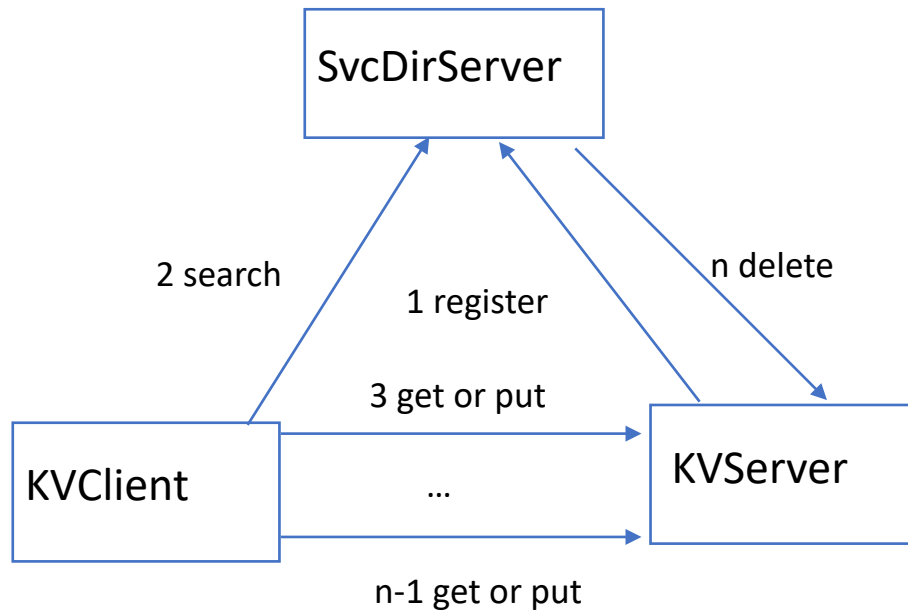 SvcDirServer
2 search
n delete
1 register
3 get or put
KVClient
...
KVServer
n-1 get or put